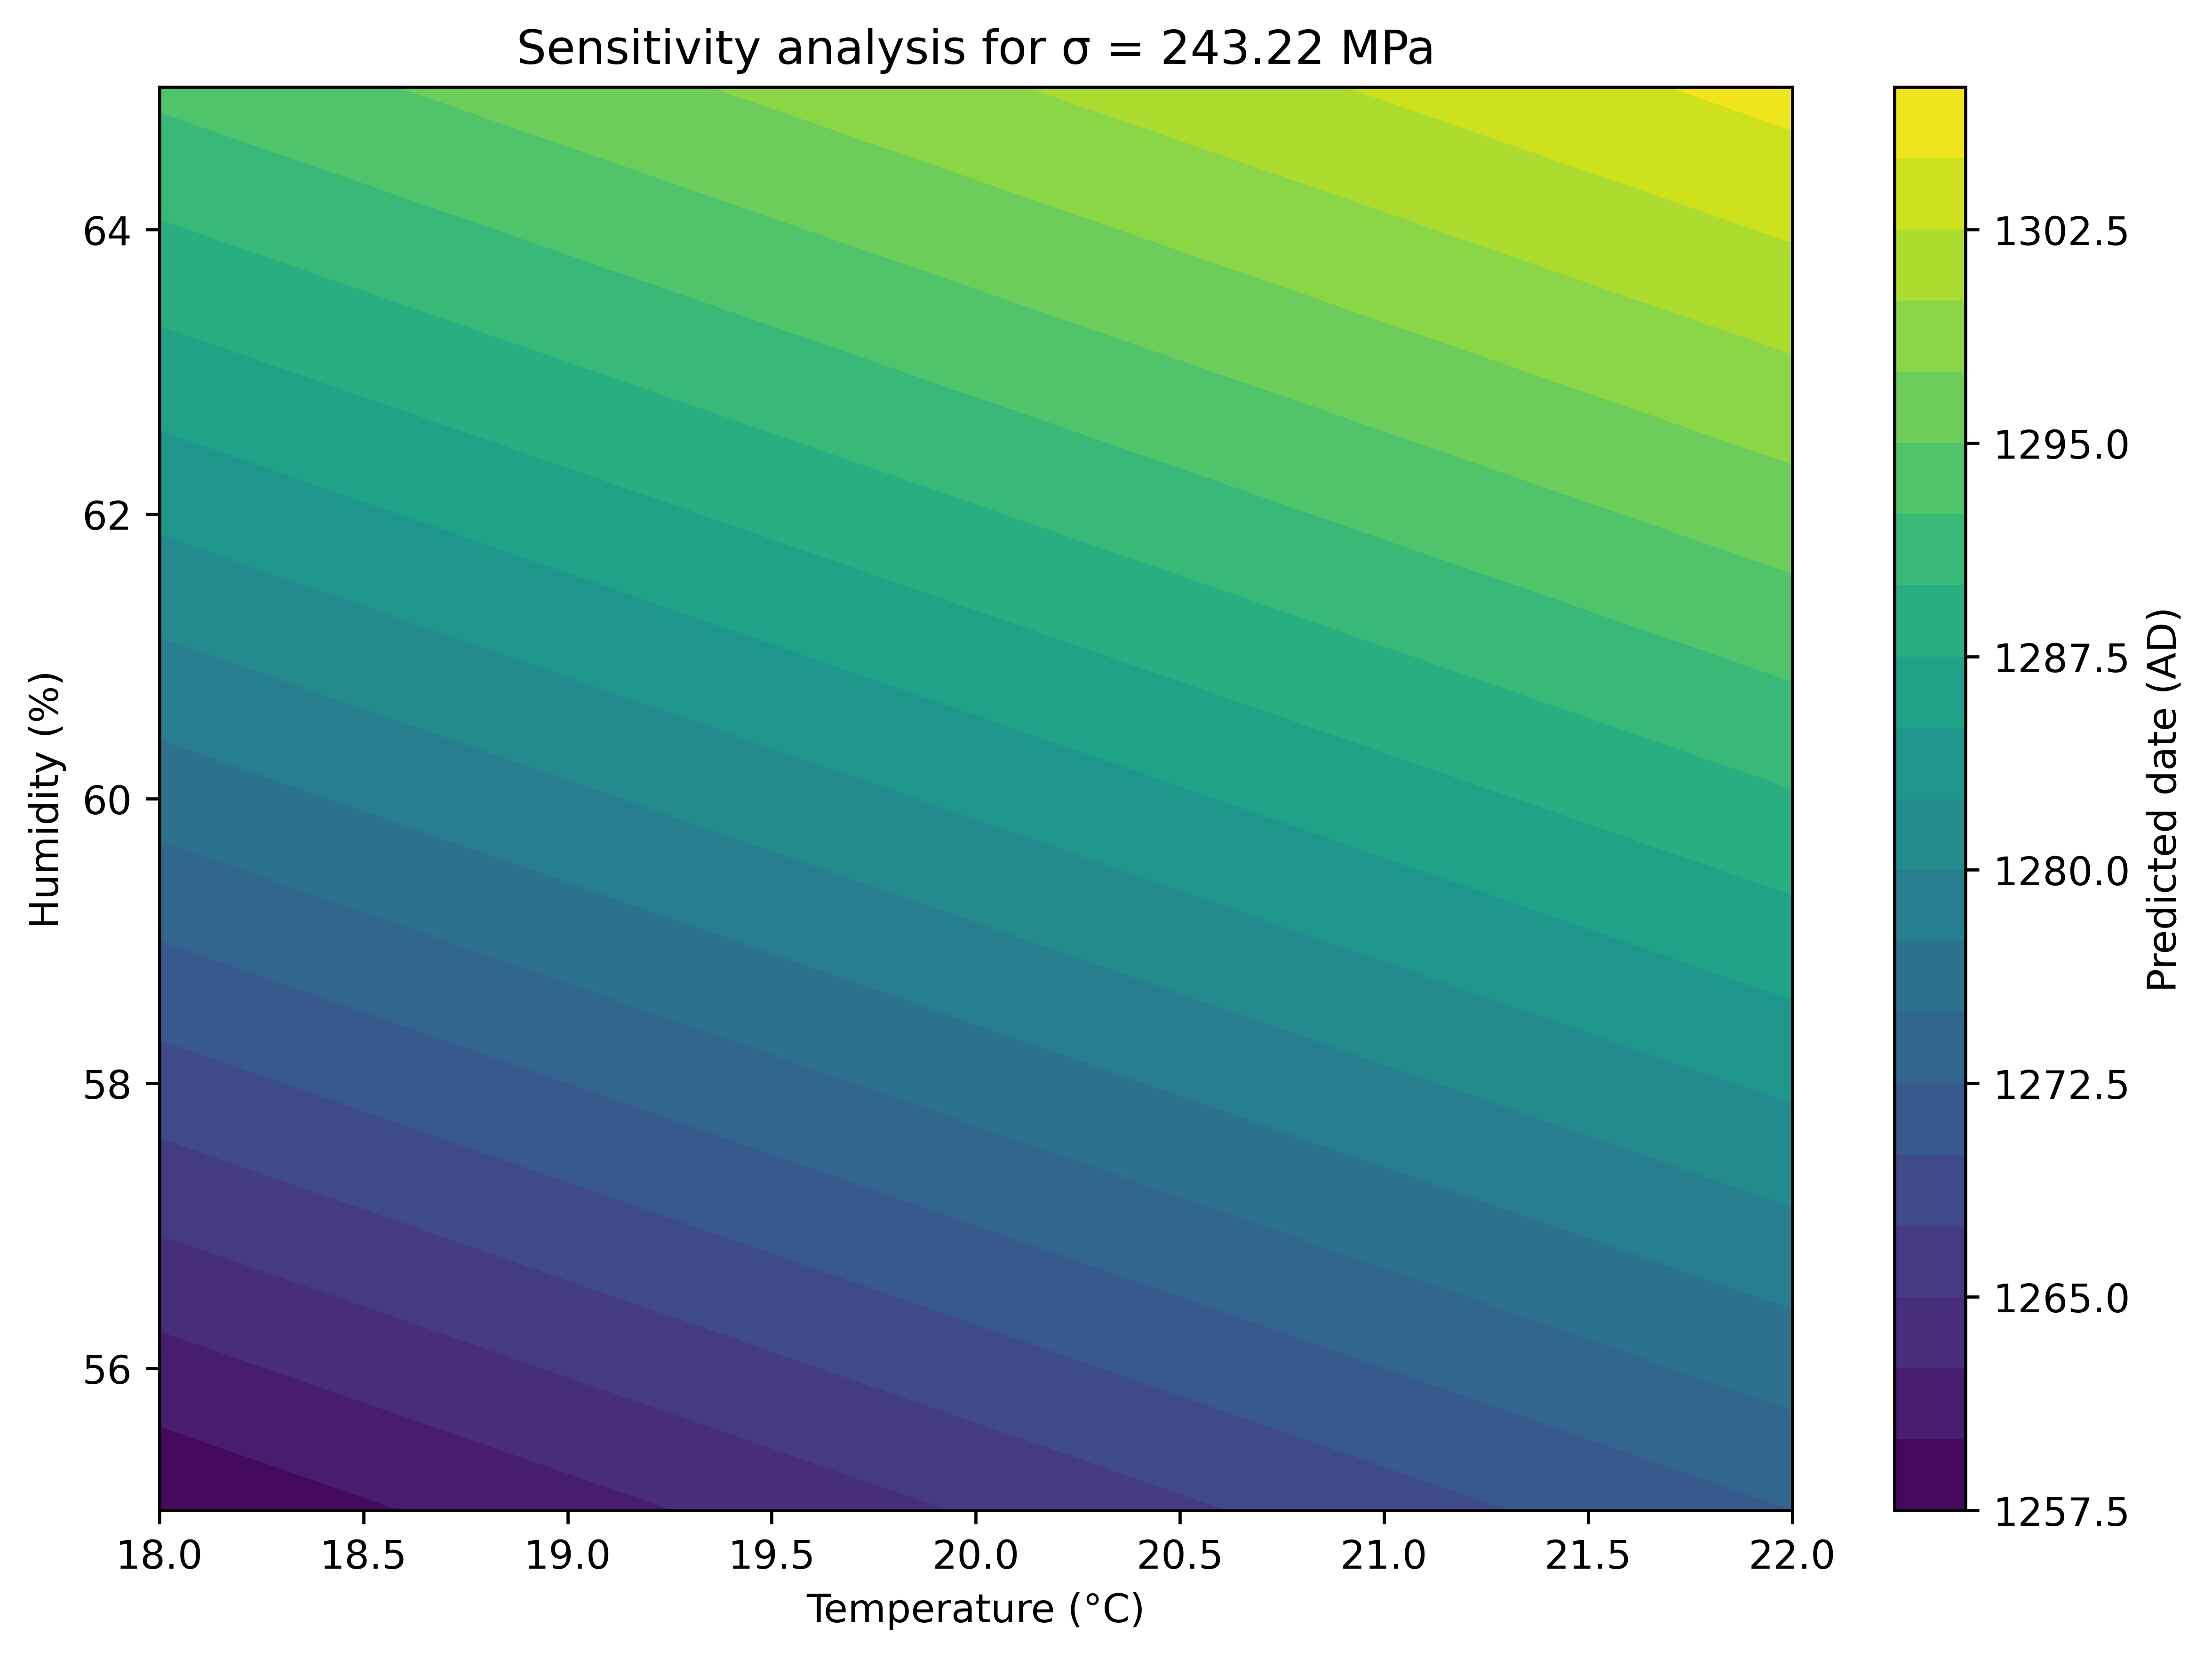 Sensitivity analysis for σ = 243.22 MPa
Humidity (%)
64
62
60
58
56
18.0 18.5 19.0 19.5 20.0 20.5 21.0 21.5 22.0
Temperature (°C)
1302.5
1295.0
1287.5
1280.0
1272.5
1265.0
1257.5
Predicted date (AD)